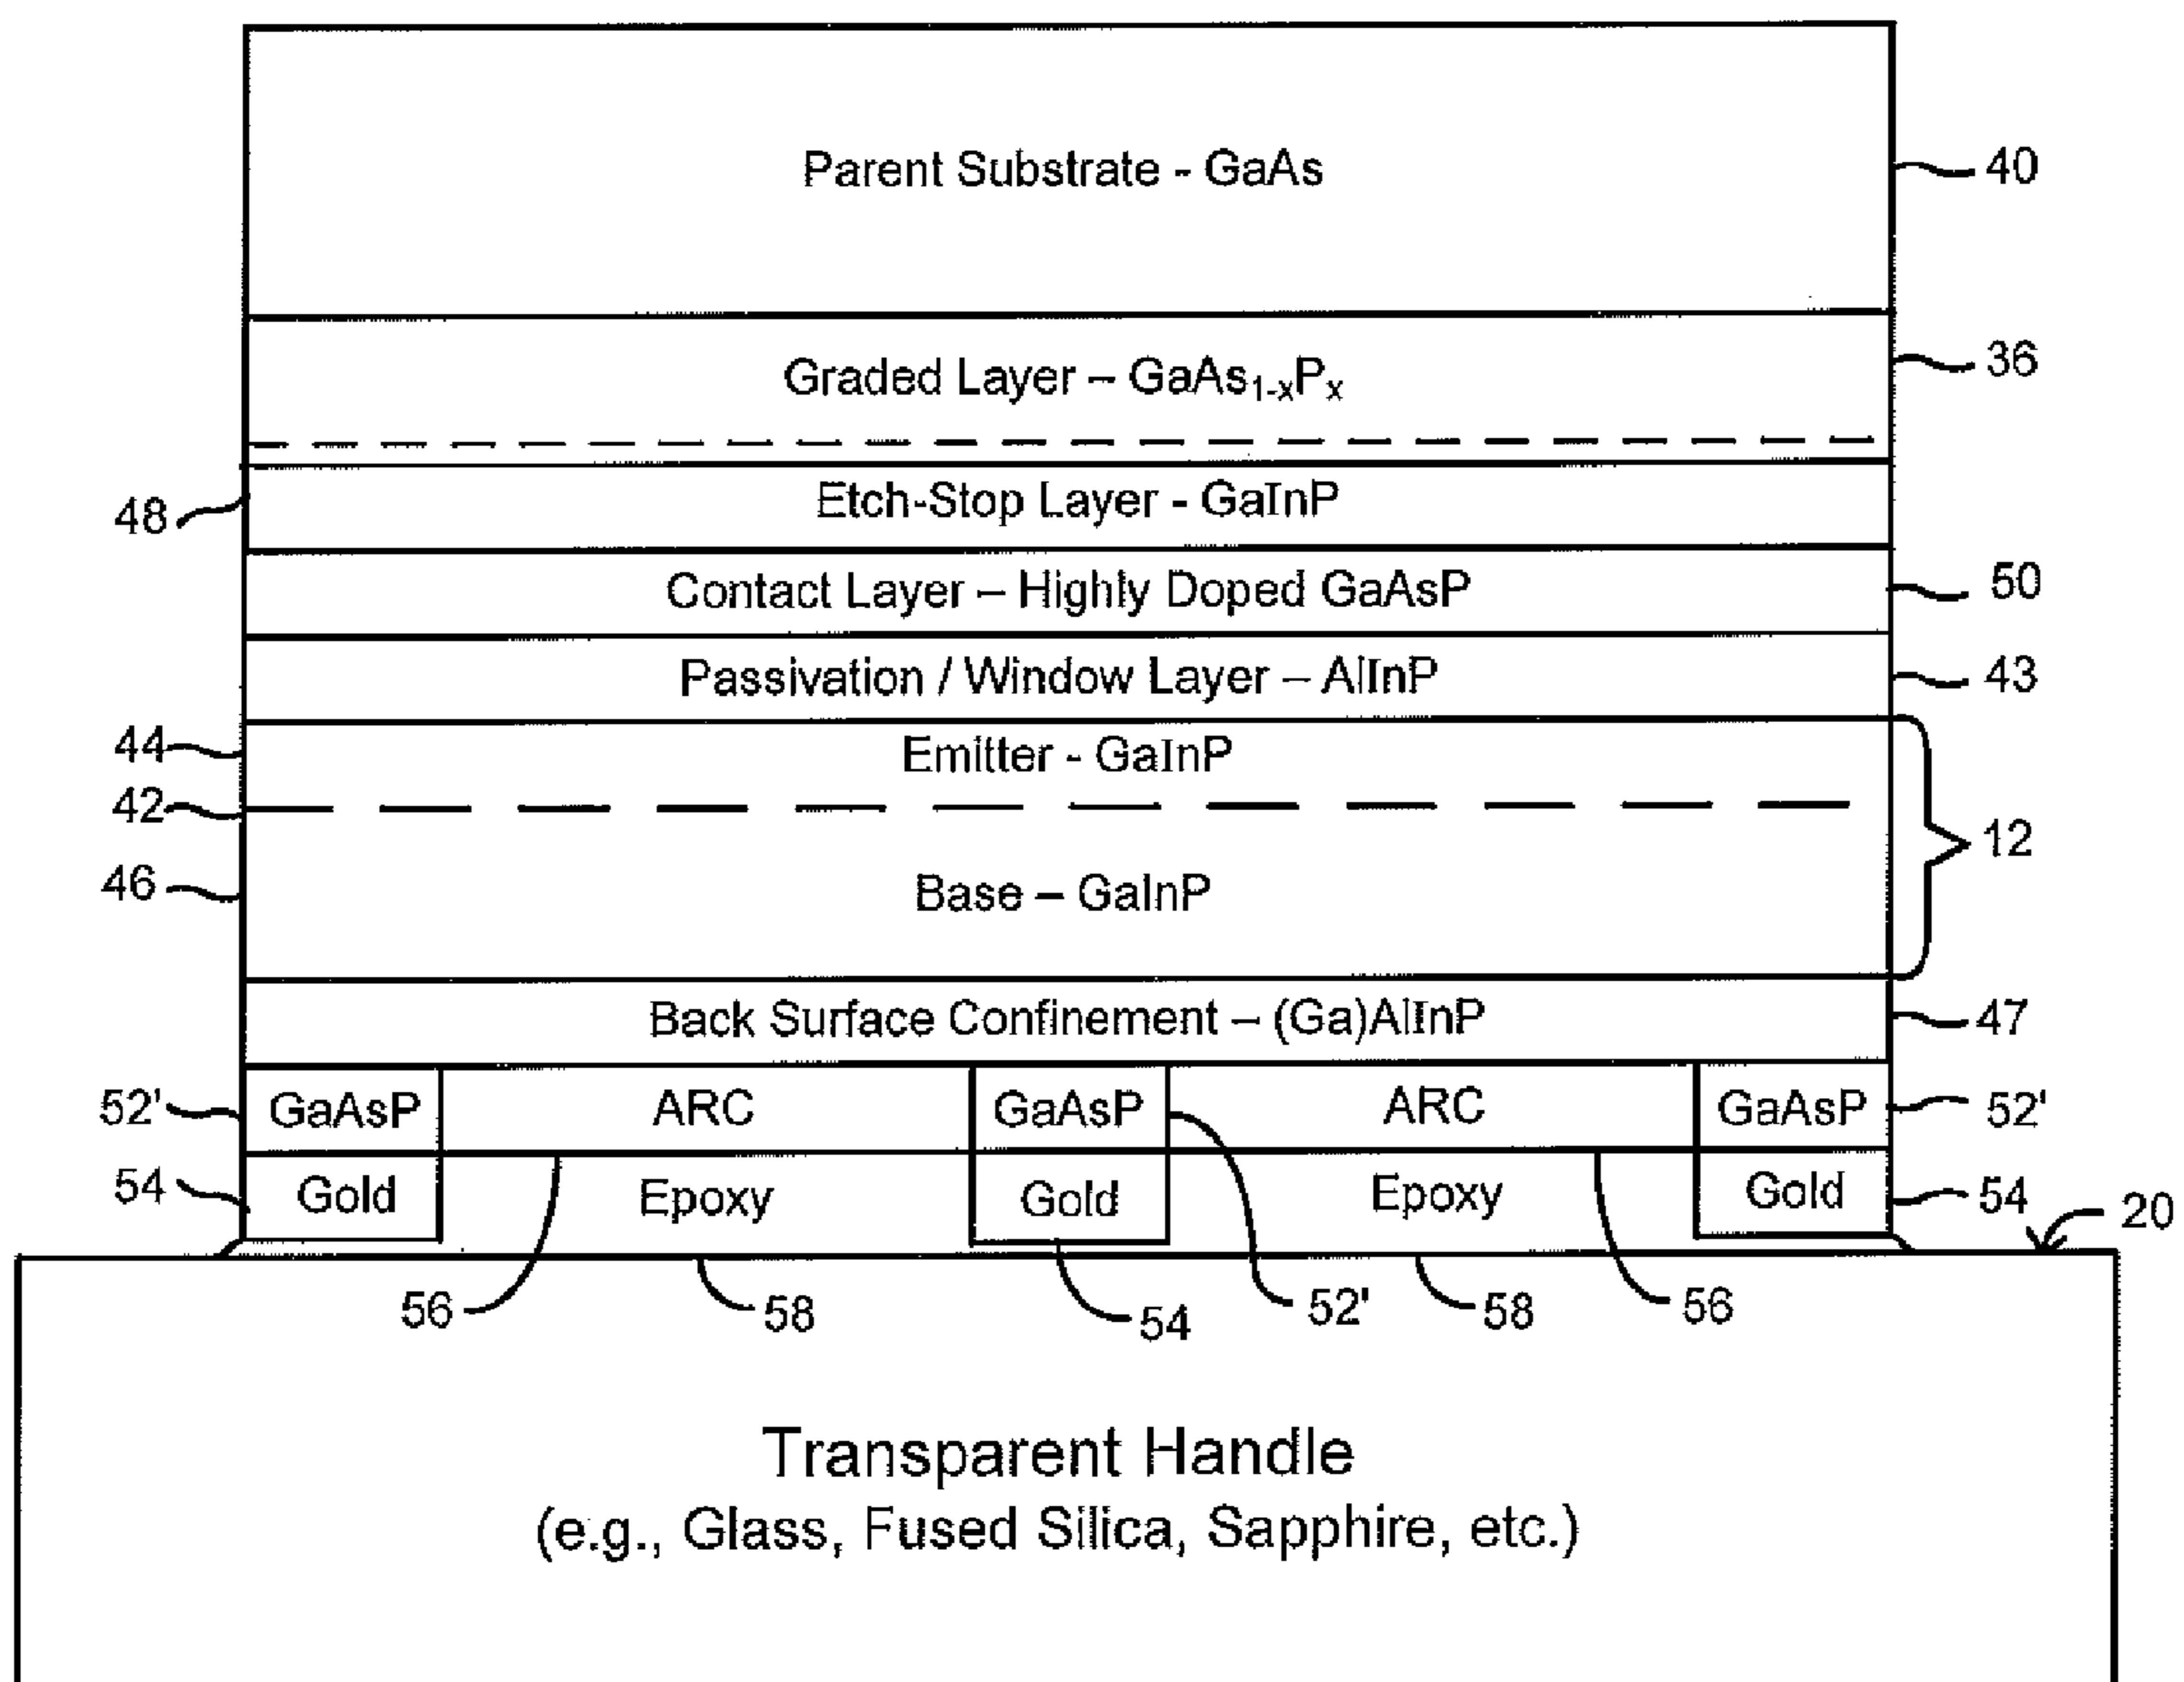 Parent Substrate - GaAs
40
Graded Layer – GaAs₁₋ₓPₓ
36
Etch-Stop Layer - GaInP
48
Contact Layer – Highly Doped GaAsP
50
Passivation / Window Layer – AlInP
43
44
Emitter - GaInP
42
12
46
Base – GaInP
Back Surface Confinement – (Ga)AlInP
47
52' GaAsP ARC GaAsP ARC GaAsP 52'
54 Gold Epoxy Gold Epoxy Gold 54
20
56 58 54 52' 58 56
Transparent Handle
(e.g., Glass, Fused Silica, Sapphire, etc.)